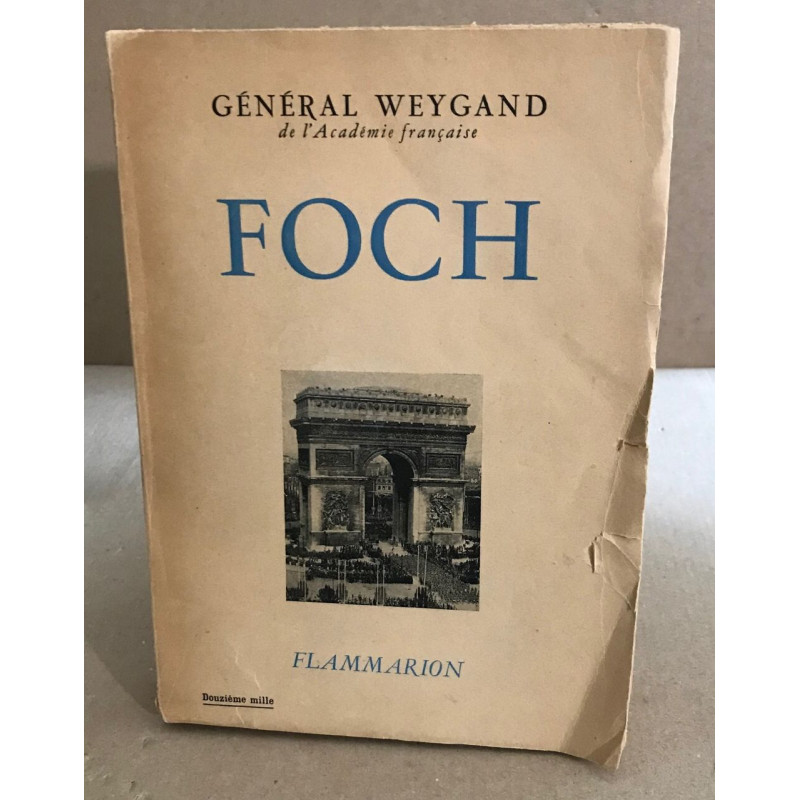 GÉNÉRAL WEYGAND
de l'Académie française
FOCH
FLAMMARION
Douzième mille